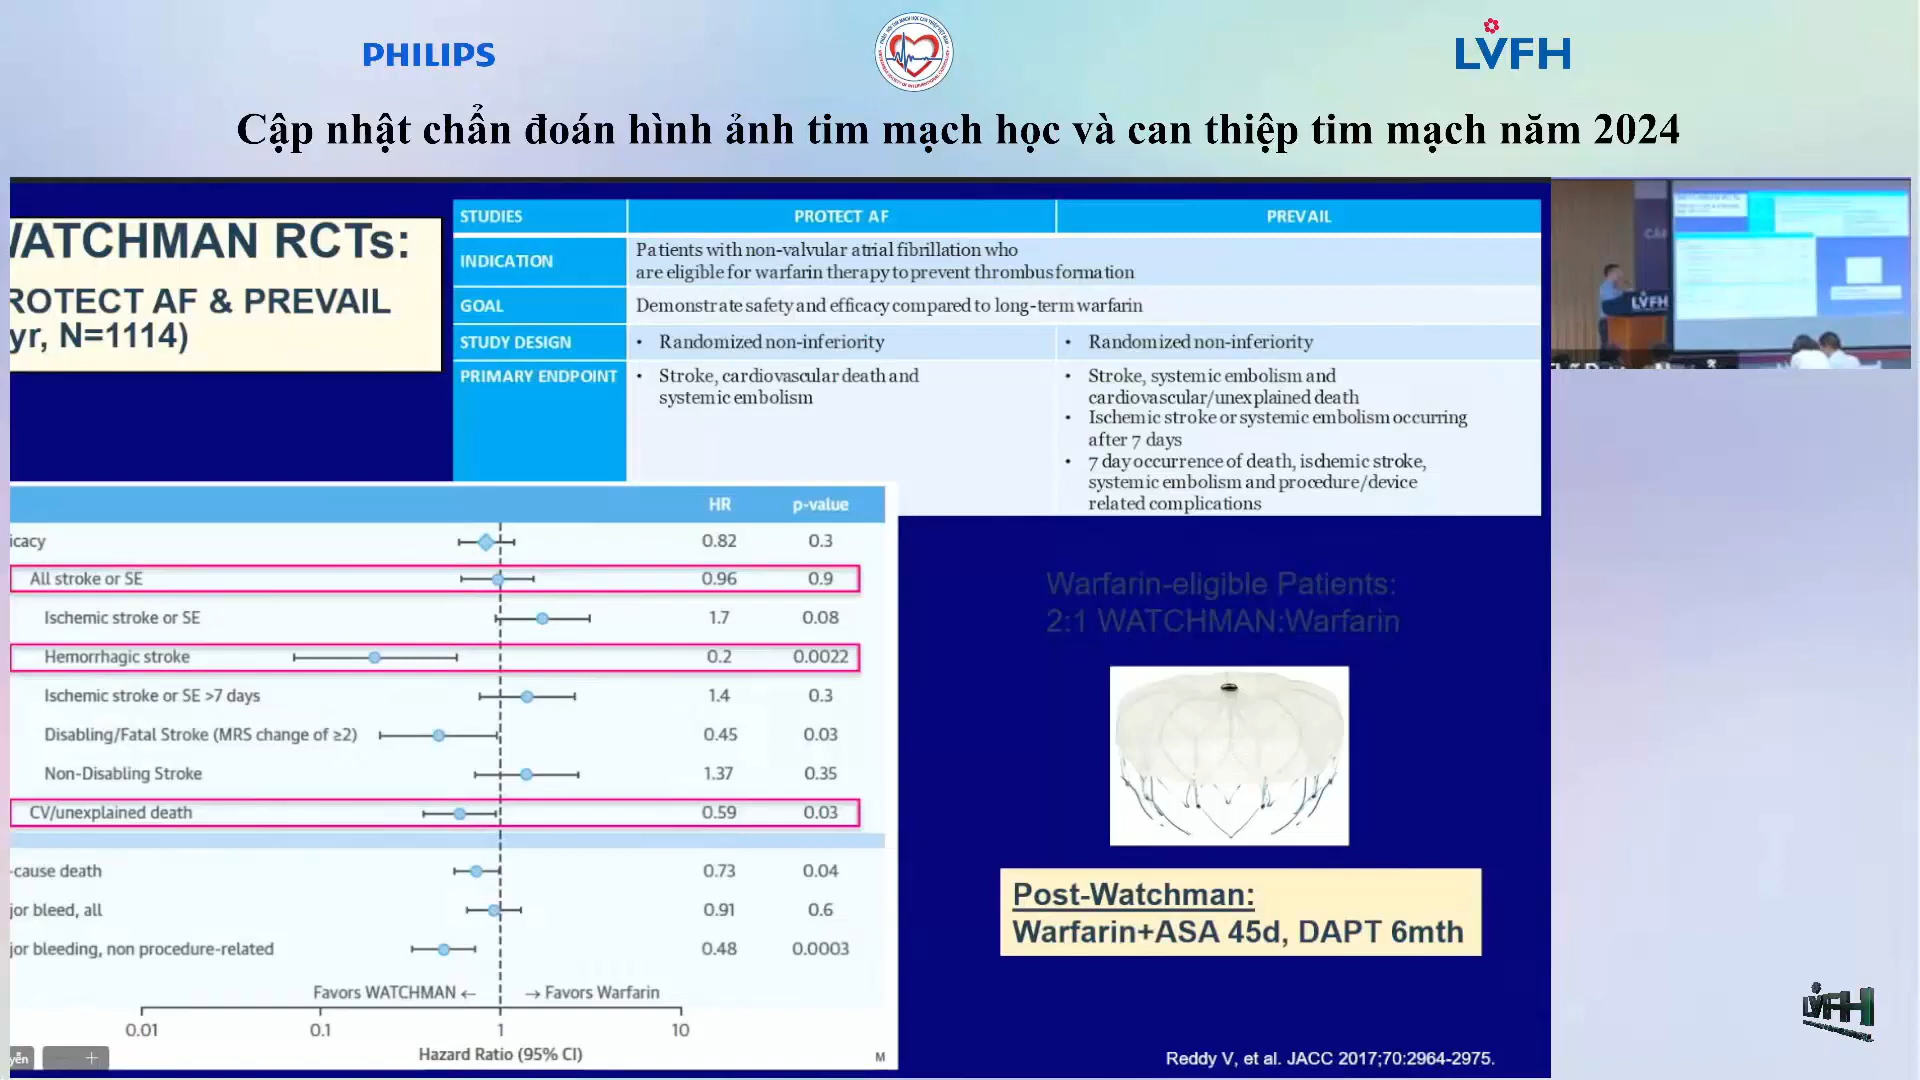 PHILIPS
LVFH
Cập nhật chẩn đoán hình ảnh tim mạch học và can thiệp tim mạch năm 2024
WATCHMAN RCTs:
ROTECT AF & PREVAIL
yr, N=1114)
STUDIES PROTECT AF PREVAIL
INDICATION Patients with non-valvular atrial fibrillation who
are eligible for warfarin therapy to prevent thrombus formation
GOAL Demonstrate safety and efficacy compared to long-term warfarin
STUDY DESIGN • Randomized non-inferiority • Randomized non-inferiority
PRIMARY ENDPOINT • Stroke, cardiovascular death and • Stroke, systemic embolism and
systemic embolism cardiovascular/unexplained death
• Ischemic stroke or systemic embolism occurring
after 7 days
• 7 day occurrence of death, ischemic stroke,
systemic embolism and procedure/device
related complications
HR p-value
icacy 0.82 0.3
All stroke or SE 0.96 0.9
Ischemic stroke or SE 1.7 0.08
Hemorrhagic stroke 0.2 0.0022
Ischemic stroke or SE >7 days 1.4 0.3
Disabling/Fatal Stroke (MRS change of ≥2) 0.45 0.03
Non-Disabling Stroke 1.37 0.35
CV/unexplained death 0.59 0.03
-cause death 0.73 0.04
jor bleed, all 0.91 0.6
jor bleeding, non procedure-related 0.48 0.0003
Favors WATCHMAN ← → Favors Warfarin
0.01 0.1 1 10
Hazard Ratio (95% CI)
M
Warfarin-eligible Patients:
2:1 WATCHMAN:Warfarin
Post-Watchman:
Warfarin+ASA 45d, DAPT 6mth
Reddy V, et al. JACC 2017;70:2964-2975.
LVFH
LVFH